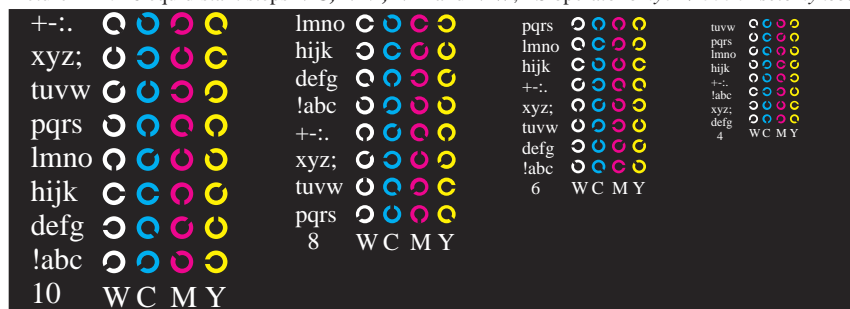 +-:.
xyz;
tuvw
pqrs
lmno
hijk
defg
!abc
10 W C M Y
lmno
hijk
defg
!abc
+-:.
xyz;
tuvw
pqrs
8 W C M Y
pqrs
lmno
hijk
+-:.
xyz;
tuvw
defg
!abc
6 W C M Y
tuvw
pqrs
lmno
hijk
+-:.
!abc
xyz;
defg
4 W C M Y